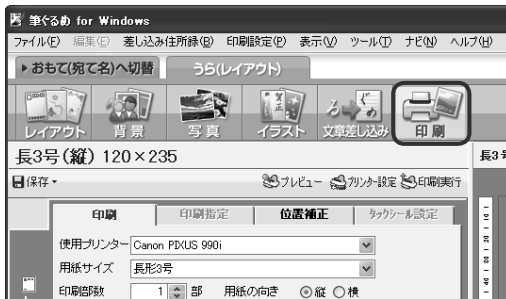 筆ぐるめ for Windows
ファイル(F) 編集(E) 差し込み住所録(B) 印刷設定(P) 表示(V) ツール(T) ナビ(N) ヘルプ(H)
おもて(宛て名)へ切替 うら(レイアウト)
レイアウト 背景 写真 イラスト 文章差し込み 印刷
長3号(縦) 120×235 長3号
保存 プレビュー プリンタ設定 印刷実行
印刷 印刷指定 位置補正 タックシール設定
使用プリンター Canon PIXUS 990i
用紙サイズ 長形3号
印刷部数 1 部 用紙の向き 縦 横